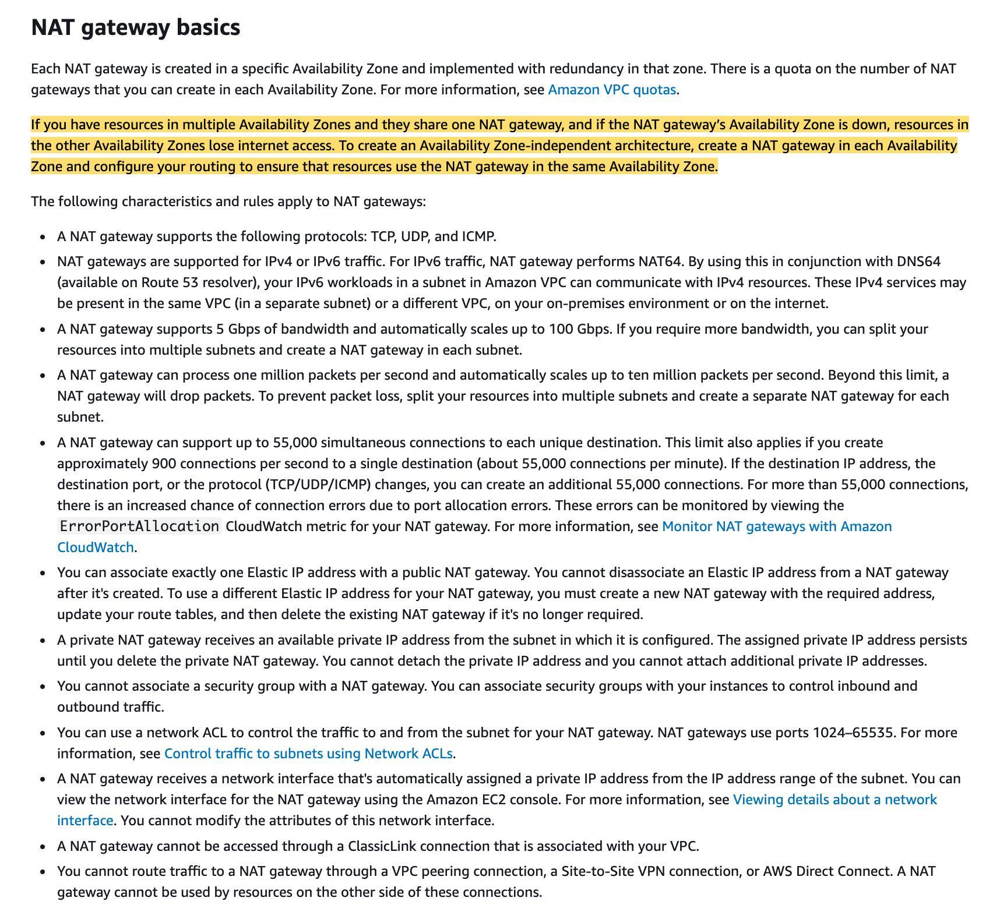 NAT gateway basics
Each NAT gateway is created in a specific Availability Zone and implemented with redundancy in that zone. There is a quota on the number of NAT
gateways that you can create in each Availability Zone. For more information, see Amazon VPC quotas.
If you have resources in multiple Availability Zones and they share one NAT gateway, and if the NAT gateway’s Availability Zone is down, resources in
the other Availability Zones lose internet access. To create an Availability Zone-independent architecture, create a NAT gateway in each Availability
Zone and configure your routing to ensure that resources use the NAT gateway in the same Availability Zone.
The following characteristics and rules apply to NAT gateways:
• A NAT gateway supports the following protocols: TCP, UDP, and ICMP.
• NAT gateways are supported for IPv4 or IPv6 traffic. For IPv6 traffic, NAT gateway performs NAT64. By using this in conjunction with DNS64
(available on Route 53 resolver), your IPv6 workloads in a subnet in Amazon VPC can communicate with IPv4 resources. These IPv4 services may
be present in the same VPC (in a separate subnet) or a different VPC, on your on-premises environment or on the internet.
• A NAT gateway supports 5 Gbps of bandwidth and automatically scales up to 100 Gbps. If you require more bandwidth, you can split your
resources into multiple subnets and create a NAT gateway in each subnet.
• A NAT gateway can process one million packets per second and automatically scales up to ten million packets per second. Beyond this limit, a
NAT gateway will drop packets. To prevent packet loss, split your resources into multiple subnets and create a separate NAT gateway for each
subnet.
• A NAT gateway can support up to 55,000 simultaneous connections to each unique destination. This limit also applies if you create
approximately 900 connections per second to a single destination (about 55,000 connections per minute). If the destination IP address, the
destination port, or the protocol (TCP/UDP/ICMP) changes, you can create an additional 55,000 connections. For more than 55,000 connections,
there is an increased chance of connection errors due to port allocation errors. These errors can be monitored by viewing the
ErrorPortAllocation CloudWatch metric for your NAT gateway. For more information, see Monitor NAT gateways with Amazon
CloudWatch.
• You can associate exactly one Elastic IP address with a public NAT gateway. You cannot disassociate an Elastic IP address from a NAT gateway
after it's created. To use a different Elastic IP address for your NAT gateway, you must create a new NAT gateway with the required address,
update your route tables, and then delete the existing NAT gateway if it's no longer required.
• A private NAT gateway receives an available private IP address from the subnet in which it is configured. The assigned private IP address persists
until you delete the private NAT gateway. You cannot detach the private IP address and you cannot attach additional private IP addresses.
• You cannot associate a security group with a NAT gateway. You can associate security groups with your instances to control inbound and
outbound traffic.
• You can use a network ACL to control the traffic to and from the subnet for your NAT gateway. NAT gateways use ports 1024–65535. For more
information, see Control traffic to subnets using Network ACLs.
• A NAT gateway receives a network interface that's automatically assigned a private IP address from the IP address range of the subnet. You can
view the network interface for the NAT gateway using the Amazon EC2 console. For more information, see Viewing details about a network
interface. You cannot modify the attributes of this network interface.
• A NAT gateway cannot be accessed through a ClassicLink connection that is associated with your VPC.
• You cannot route traffic to a NAT gateway through a VPC peering connection, a Site-to-Site VPN connection, or AWS Direct Connect. A NAT
gateway cannot be used by resources on the other side of these connections.